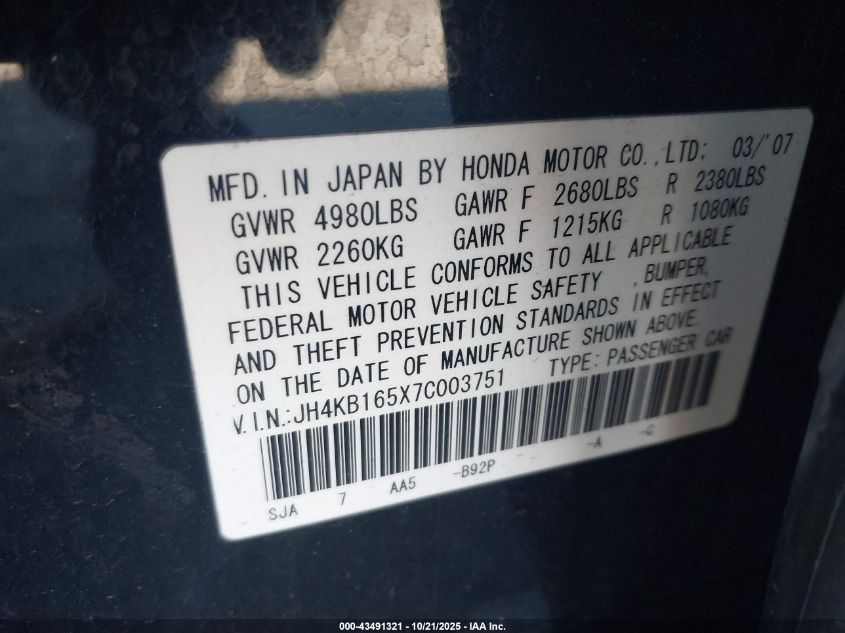 MFD. IN JAPAN BY HONDA MOTOR CO.,LTD; 03/'07
GVWR 4980LBS GAWR F 2680LBS R 2380LBS
GVWR 2260KG GAWR F 1215KG R 1080KG
THIS VEHICLE CONFORMS TO ALL APPLICABLE
FEDERAL MOTOR VEHICLE SAFETY , BUMPER,
AND THEFT PREVENTION STANDARDS IN EFFECT
ON THE DATE OF MANUFACTURE SHOWN ABOVE.
V.I.N.:JH4KB165X7C003751 TYPE: PASSENGER CAR
SJA 7 AA5 -B92P - -A -C
000-43491321 - 10/21/2025 - IAA Inc.